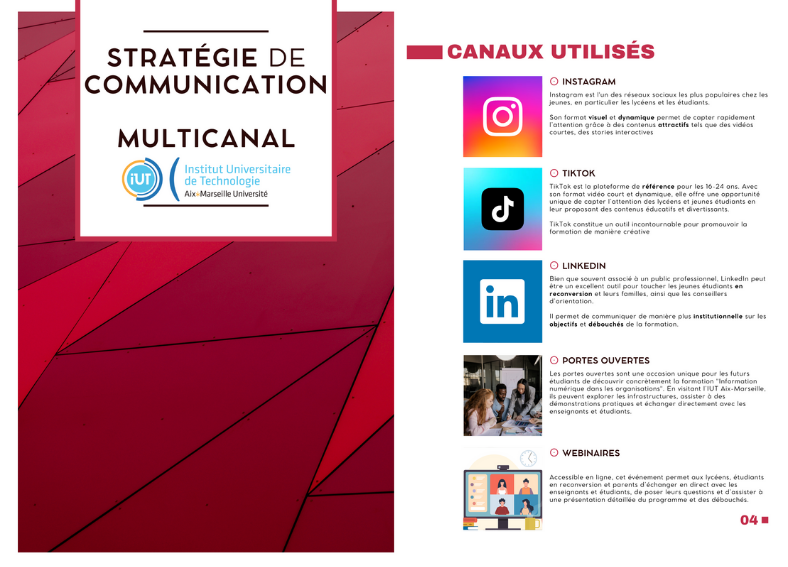 STRATÉGIE DE
COMMUNICATION
MULTICANAL
iUT
Institut Universitaire
de Technologie
Aix*Marseille Université
CANAUX UTILISÉS
INSTAGRAM
Instagram est l'un des réseaux sociaux les plus populaires chez les
jeunes, en particulier les lycéens et les étudiants.
Son format visuel et dynamique permet de capter rapidement
l'attention grâce à des contenus attractifs tels que des vidéos
courtes, des stories interactives
TIKTOK
TikTok est la plateforme de référence pour les 16-24 ans. Avec
son format vidéo court et dynamique, elle offre une opportunité
unique de capter l'attention des lycéens et jeunes étudiants en
leur proposant des contenus éducatifs et divertissants.
TikTok constitue un outil incontournable pour promouvoir la
formation de manière créative
LINKEDIN
Bien que souvent associé à un public professionnel, LinkedIn peut
être un excellent outil pour toucher les jeunes étudiants en
reconversion et leurs familles, ainsi que les conseillers
d'orientation.
Il permet de communiquer de manière plus institutionnelle sur les
objectifs et débouchés de la formation.
in
PORTES OUVERTES
Les portes ouvertes sont une occasion unique pour les futurs
étudiants de découvrir concrètement la formation "Information
numérique dans les organisations". En visitant l'IUT Aix-Marseille,
ils peuvent explorer les infrastructures, assister à des
démonstrations pratiques et échanger directement avec les
enseignants et étudiants.
WEBINAIRES
Accessible en ligne, cet événement permet aux lycéens, étudiants
en reconversion et parents d'échanger en direct avec les
enseignants et étudiants, de poser leurs questions et d'assister à
une présentation détaillée du programme et des débouchés.
04